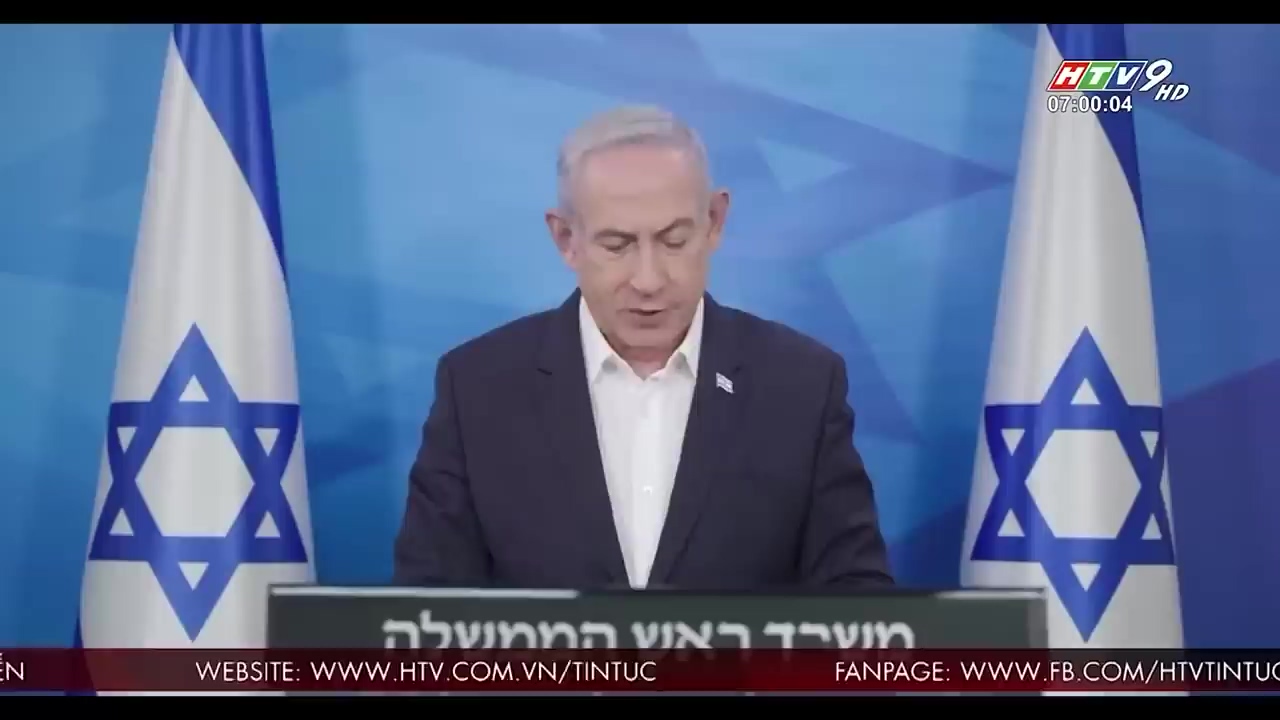 HTV9 HD
07:00:04
משרד ראש הממשלה
WEBSITE: WWW.HTV.COM.VN/TINTUC
FANPAGE: WWW.FB.COM/HTVTINTUC